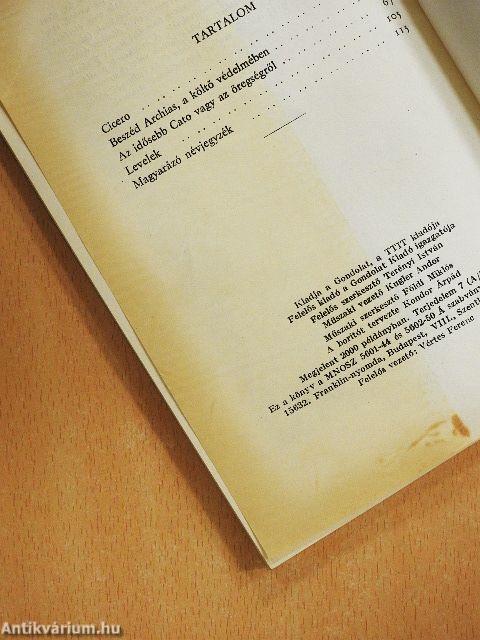 TARTALOM
Cicero
Beszéd Archias, a költő védelmében
Az idősebb Cato vagy az öregségről
Levelek
Magyarázó névjegyzék
67
105
115
Kiadja a Gondolat, a TTIT kiadója
Felelős kiadó a Gondolat Kiadó igazgatója
Felelős szerkesztő Terényi István
Műszaki vezető Kugler Andor
Műszaki szerkesztő Földi Miklós
A borítót tervezte Kondor Árpád
Megjelent 2000 példányban. Terjedelem 7 (A/
Ez a könyv a MNOSZ 5601-44 és 5602-50 Á szabvány
15632. Franklin-nyomda, Budapest, VIII., Szent
Felelős vezető: Vértes Ferenc
Antikvárium.hu